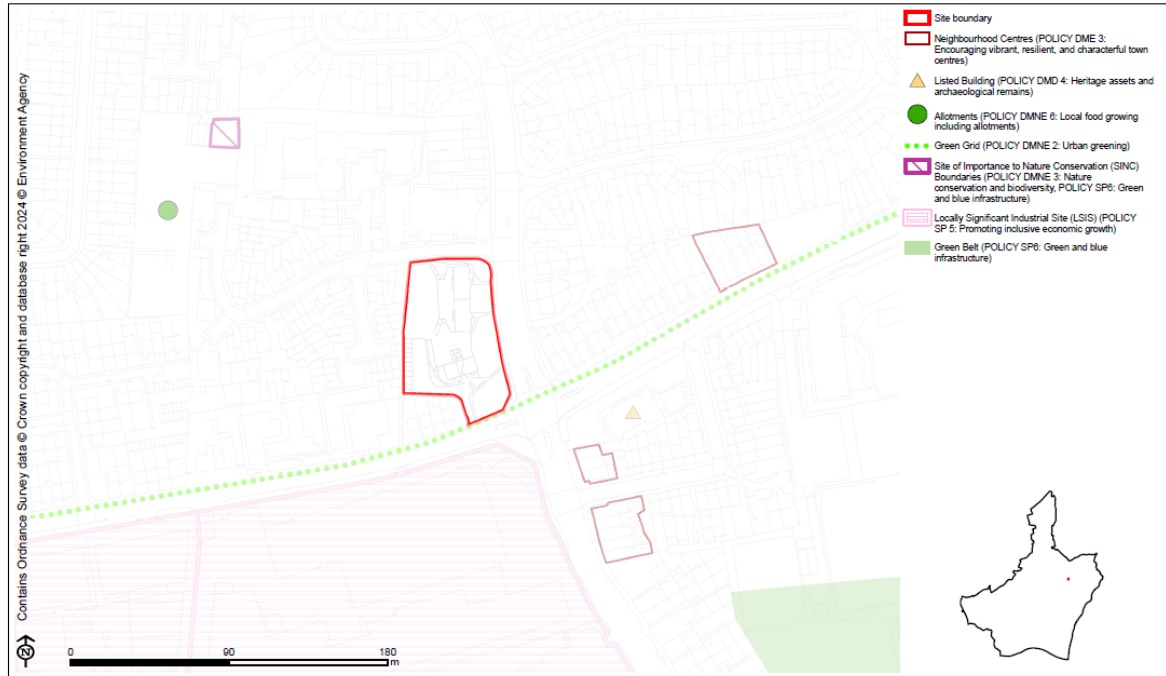 Contains Ordnance Survey data © Crown copyright and database right 2024 © Environment Agency
Site boundary
Neighbourhood Centres (POLICY DME 3:
Encouraging vibrant, resilient, and characterful town
centres)
Listed Building (POLICY DMD 4: Heritage assets and
archaeological remains)
Allotments (POLICY DMNE 6: Local food growing
including allotments)
Green Grid (POLICY DMNE 2: Urban greening)
Site of Importance to Nature Conservation (SINC)
Boundaries (POLICY DMNE 3: Nature
conservation and biodiversity, POLICY SP6: Green
and blue infrastructure)
Locally Significant Industrial Site (LSIS) (POLICY
SP 5: Promoting inclusive economic growth)
Green Belt (POLICY SP6: Green and blue
infrastructure)
N
0 90 180
m